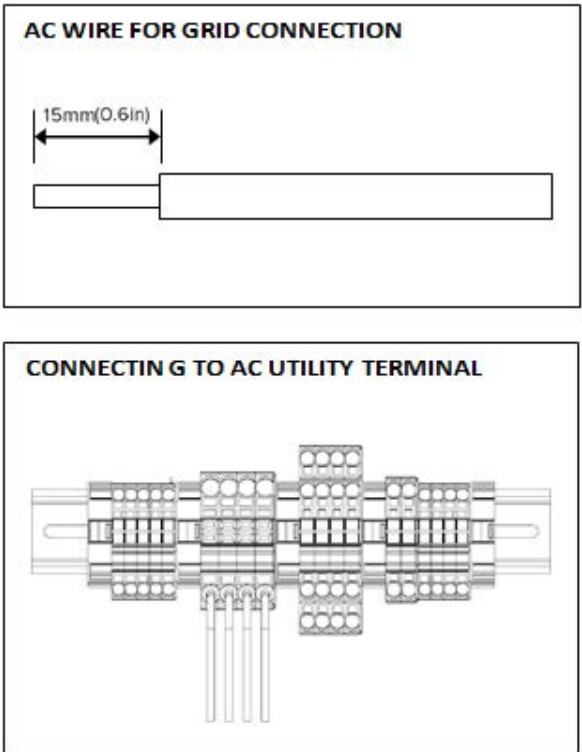 AC WIRE FOR GRID CONNECTION
15mm(0.6in)
CONNECTIN G TO AC UTILITY TERMINAL